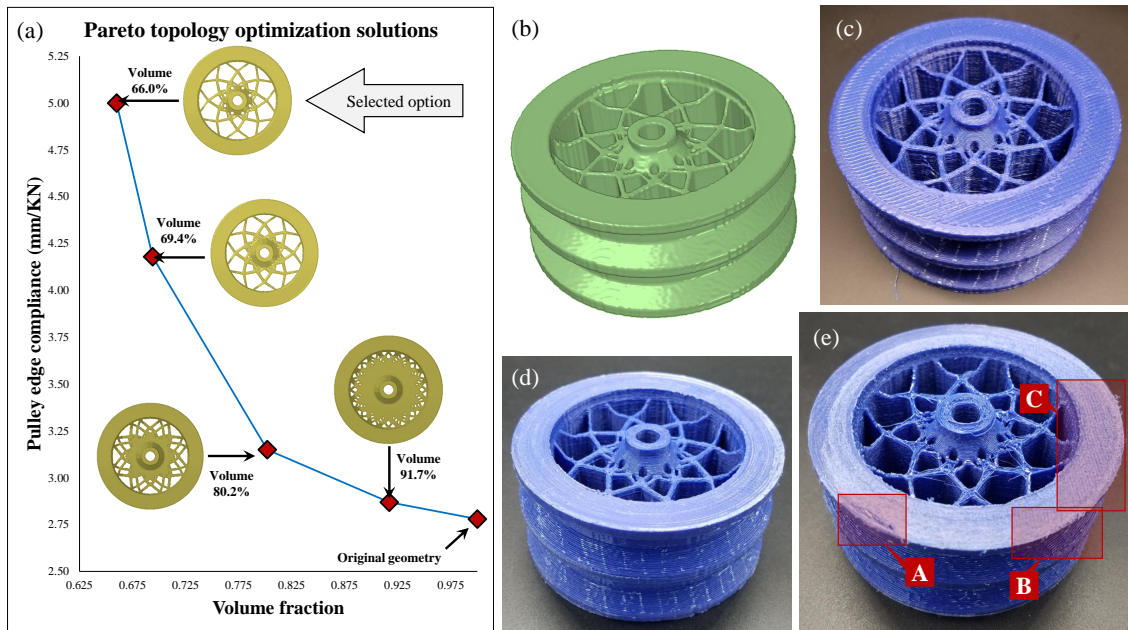 (a)
Pareto topology optimization solutions
5.25
5.00
4.75
4.50
4.25
4.00
3.75
3.50
3.25
3.00
2.75
2.50
Pulley edge compliance (mm/KN)
Volume
66.0%
Selected option
Volume
69.4%
Volume
91.7%
Volume
80.2%
Original geometry
0.625
0.675
0.725
0.775
0.825
0.875
0.925
0.975
Volume fraction
(b)
(c)
(d)
(e)
C
A
B